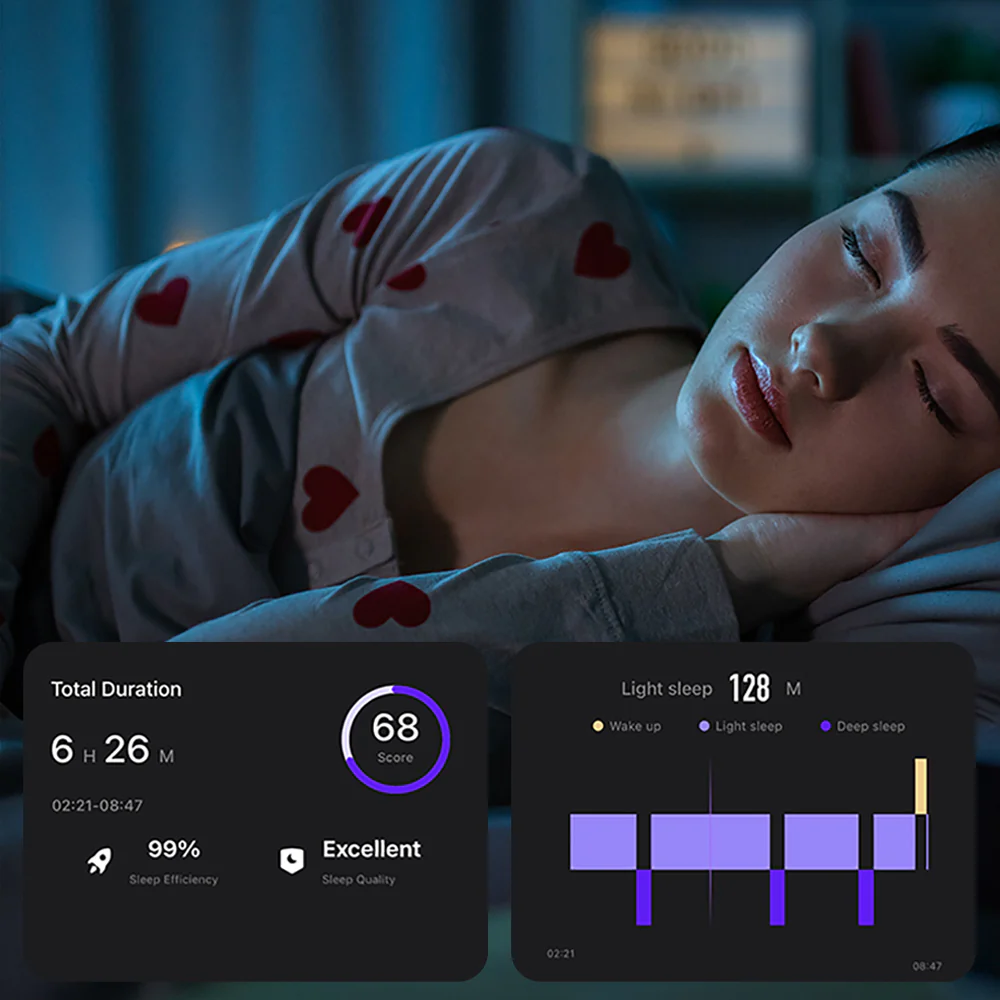 Total Duration
6 H 26 M
68
Score
02:21-08:47
99%
Sleep Efficiency
Excellent
Sleep Quality
Light sleep 128 M
Wake up Light sleep Deep sleep
02:21
08:47